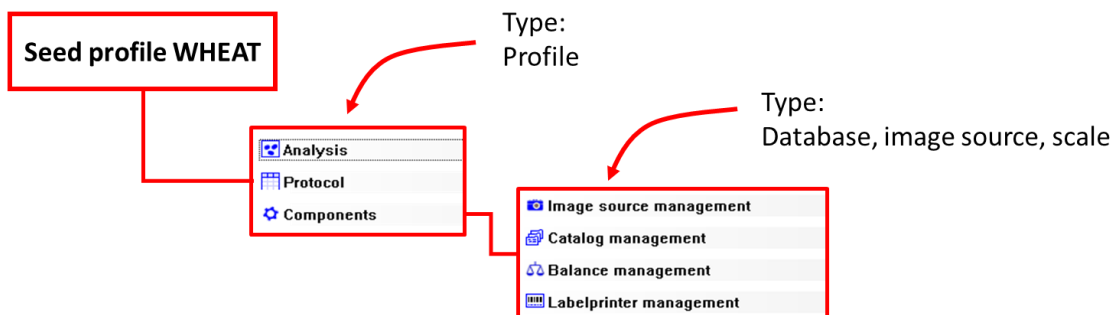 Type:
Profile
Seed profile WHEAT
Type:
Database, image source, scale
Analysis
Protocol
Components
Image source management
Catalog management
Balance management
Labelprinter management